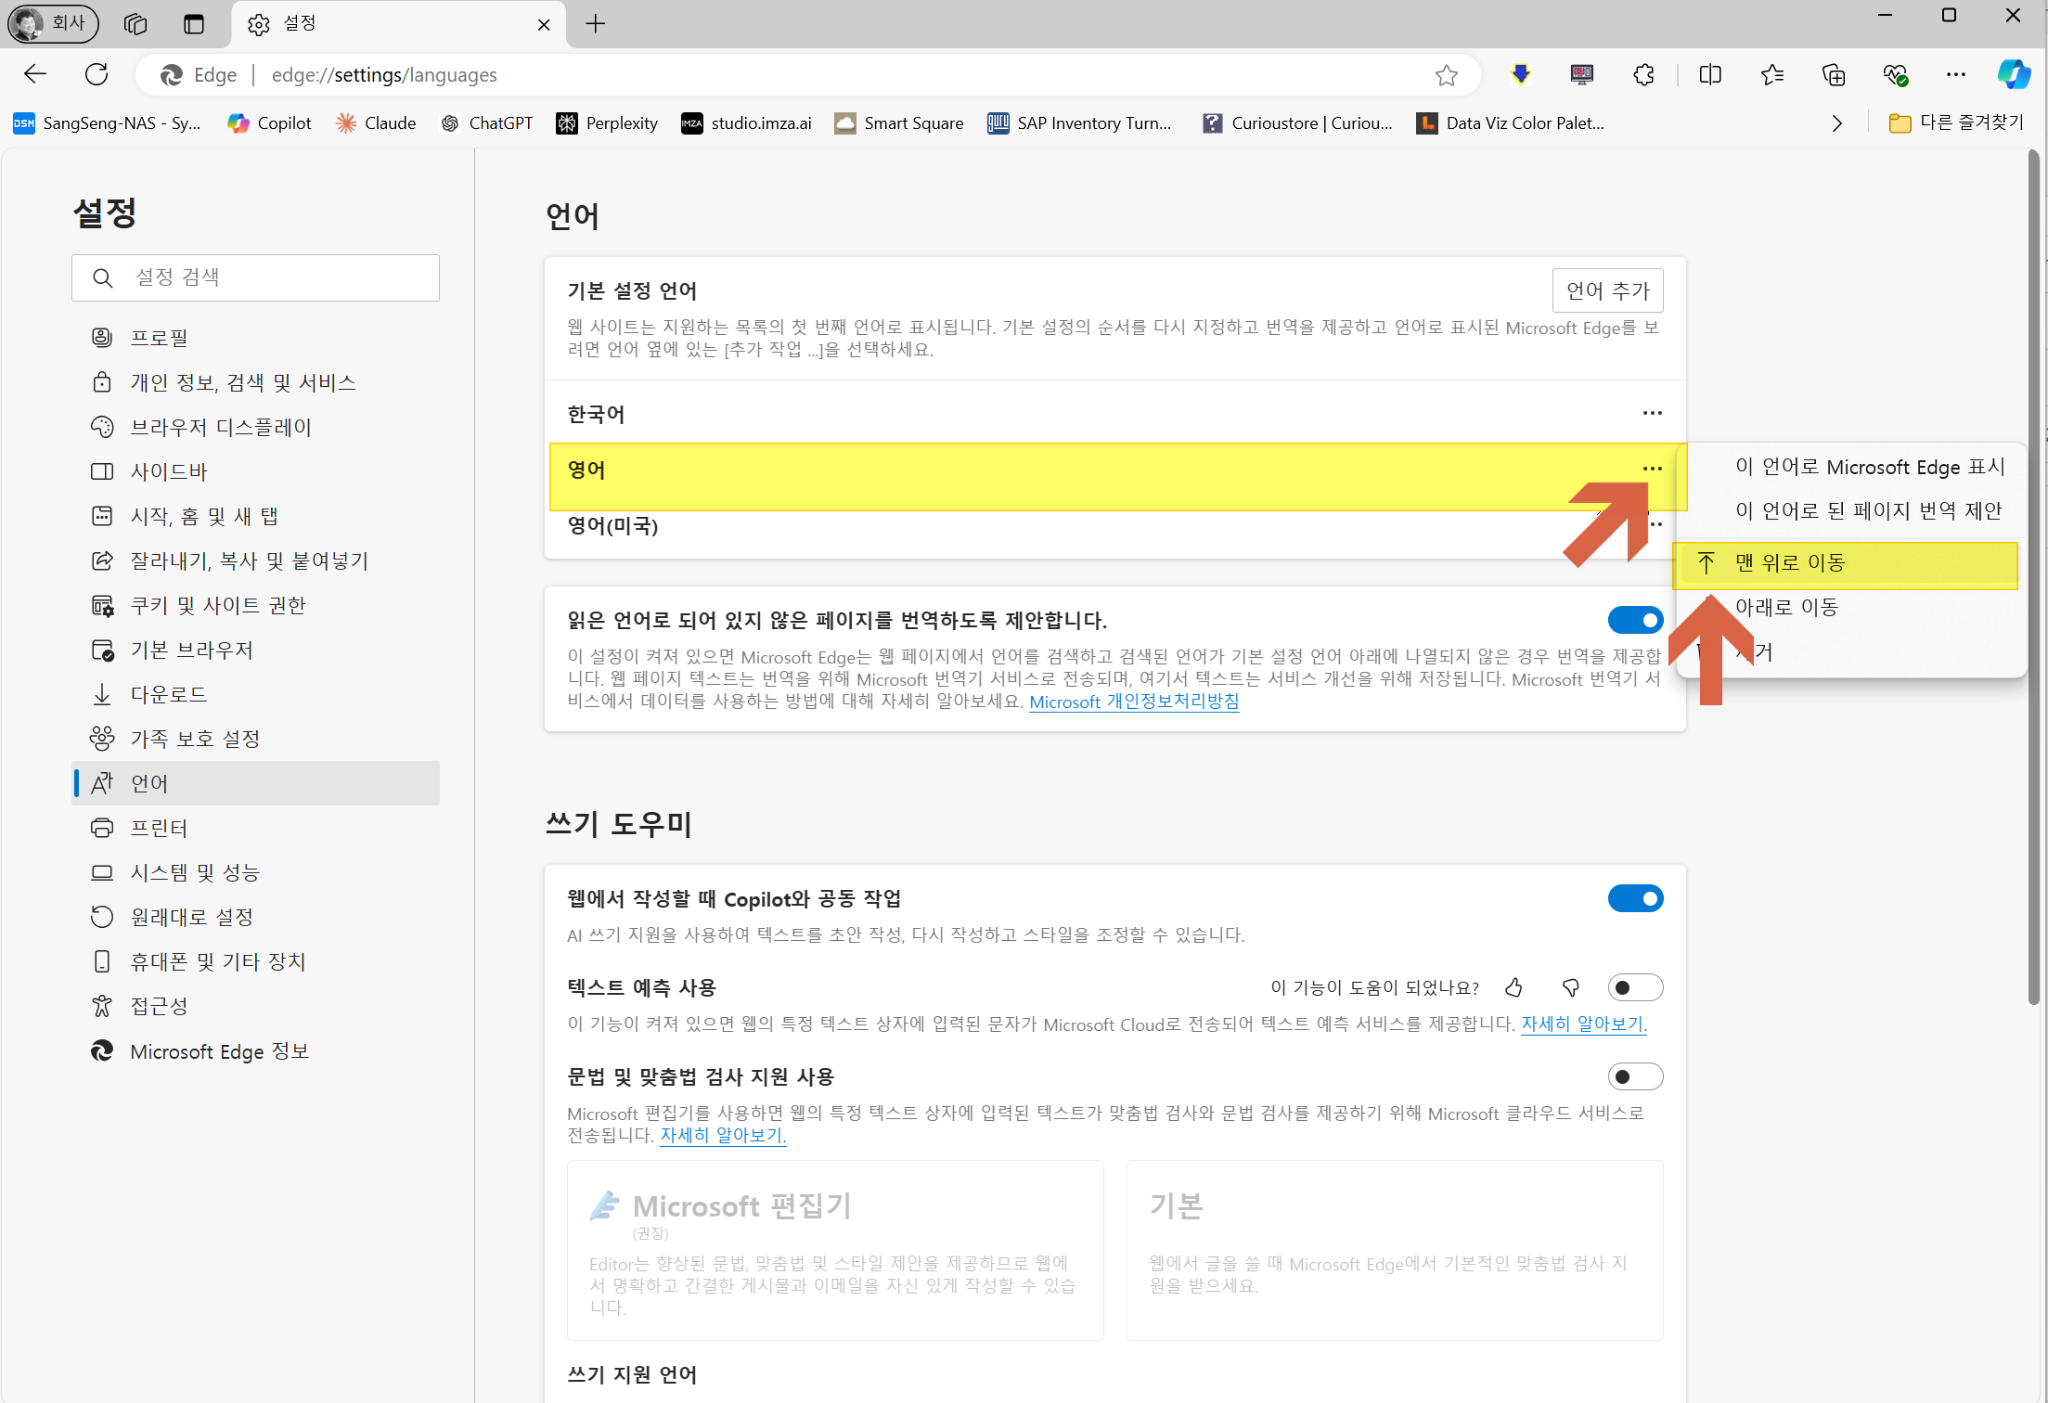 회사
설정
Edge
edge://settings/languages
SangSeng-NAS - Sy...
Copilot
Claude
ChatGPT
Perplexity
studio.imza.ai
Smart Square
SAP Inventory Turn...
Curioustore | Curiou...
Data Viz Color Palet...
다른 즐겨찾기
설정
설정 검색
프로필
개인 정보, 검색 및 서비스
브라우저 디스플레이
사이드바
시작, 홈 및 새 탭
잘라내기, 복사 및 붙여넣기
쿠키 및 사이트 권한
기본 브라우저
다운로드
가족 보호 설정
언어
프린터
시스템 및 성능
원래대로 설정
휴대폰 및 기타 장치
접근성
Microsoft Edge 정보
언어
기본 설정 언어
언어 추가
웹 사이트는 지원하는 목록의 첫 번째 언어로 표시됩니다. 기본 설정의 순서를 다시 지정하고 번역을 제공하고 언어로 표시된 Microsoft Edge를 보
려면 언어 옆에 있는 [추가 작업 ...]을 선택하세요.
한국어
영어
영어(미국)
이 언어로 Microsoft Edge 표시
이 언어로 된 페이지 번역 제안
맨 위로 이동
아래로 이동
읽은 언어로 되어 있지 않은 페이지를 번역하도록 제안합니다.
이 설정이 켜져 있으면 Microsoft Edge는 웹 페이지에서 언어를 검색하고 검색된 언어가 기본 설정 언어 아래에 나열되지 않은 경우 번역을 제공합
니다. 웹 페이지 텍스트는 번역을 위해 Microsoft 번역기 서비스로 전송되며, 여기서 텍스트는 서비스 개선을 위해 저장됩니다. Microsoft 번역기 서
비스에서 데이터를 사용하는 방법에 대해 자세히 알아보세요. Microsoft 개인정보처리방침
쓰기 도우미
웹에서 작성할 때 Copilot와 공동 작업
AI 쓰기 지원을 사용하여 텍스트를 초안 작성, 다시 작성하고 스타일을 조정할 수 있습니다.
텍스트 예측 사용
이 기능이 도움이 되었나요?
이 기능이 켜져 있으면 웹의 특정 텍스트 상자에 입력된 문자가 Microsoft Cloud로 전송되어 텍스트 예측 서비스를 제공합니다. 자세히 알아보기.
문법 및 맞춤법 검사 지원 사용
Microsoft 편집기를 사용하면 웹의 특정 텍스트 상자에 입력된 텍스트가 맞춤법 검사와 문법 검사를 제공하기 위해 Microsoft 클라우드 서비스로
전송됩니다. 자세히 알아보기.
Microsoft 편집기
(권장)
Editor는 향상된 문법, 맞춤법 및 스타일 제안을 제공하므로 웹에
서 명확하고 간결한 게시물과 이메일을 자신 있게 작성할 수 있습
니다.
기본
웹에서 글을 쓸 때 Microsoft Edge에서 기본적인 맞춤법 검사 지
원을 받으세요.
쓰기 지원 언어